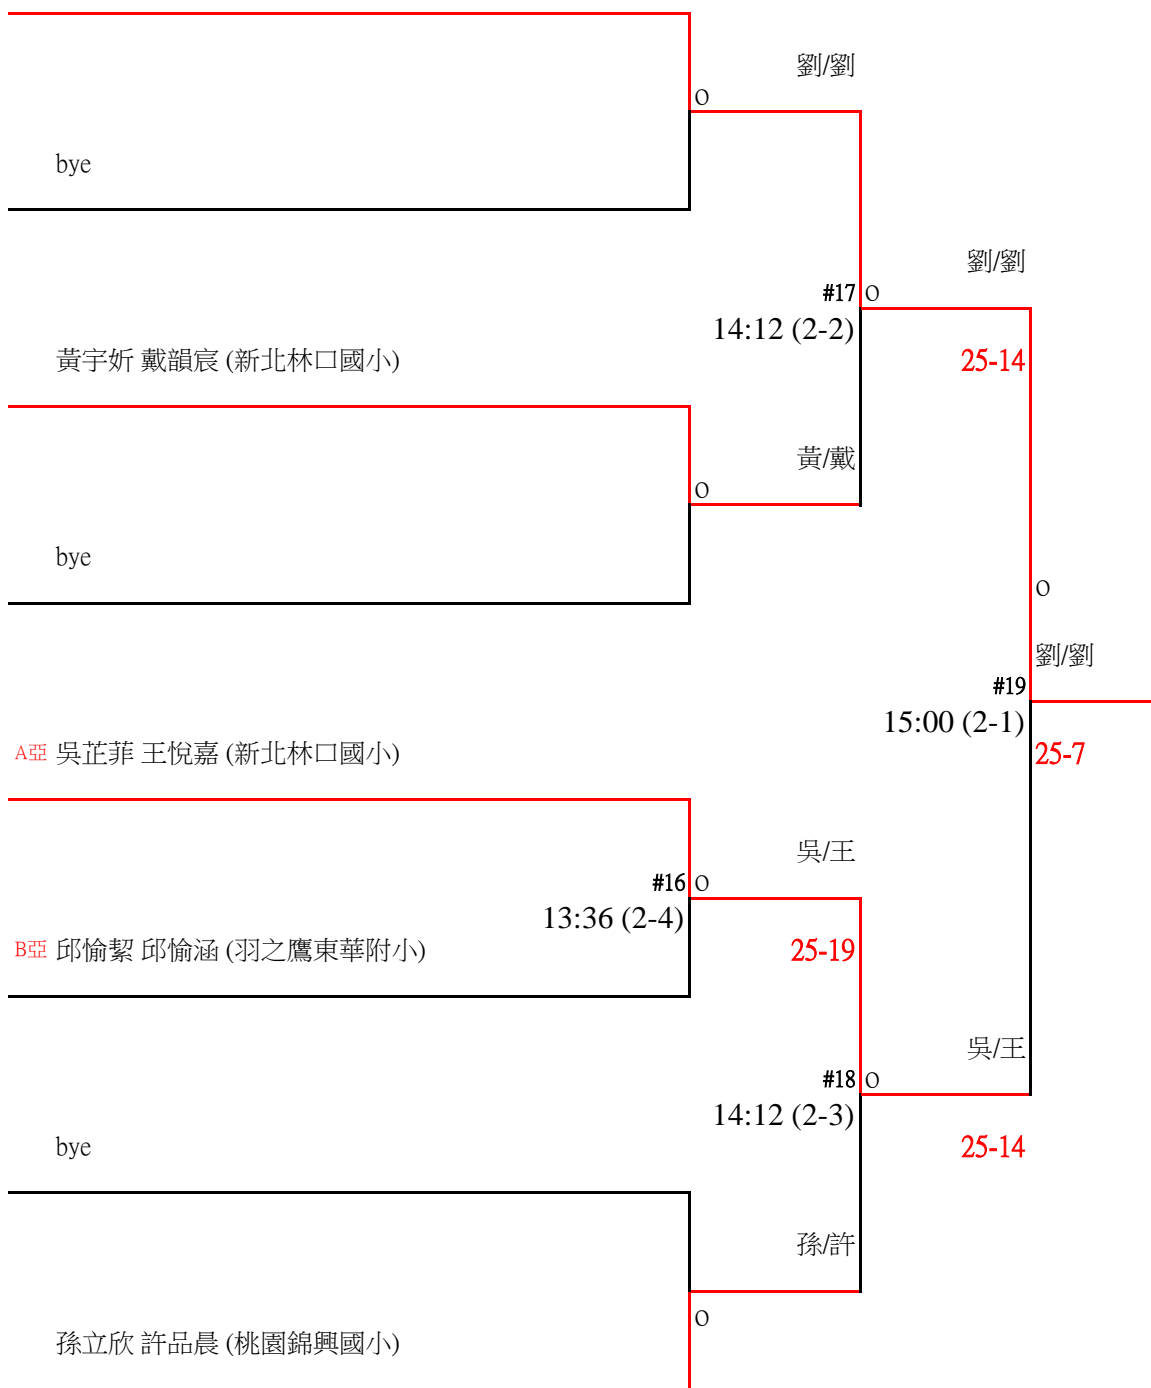 劉/劉
O
bye
劉/劉
#17 O
14:12 (2-2)
黃宇妡 戴韻宸 (新北林口國小)
25-14
黃/戴
O
bye
O
劉/劉
#19
15:00 (2-1)
A亞 吳芷菲 王悅嘉 (新北林口國小)
25-7
吳/王
#16 O
13:36 (2-4)
B亞 邱愉絜 邱愉涵 (羽之鷹東華附小)
25-19
吳/王
#18 O
14:12 (2-3)
bye
25-14
孫/許
O
孫立欣 許品晨 (桃園錦興國小)